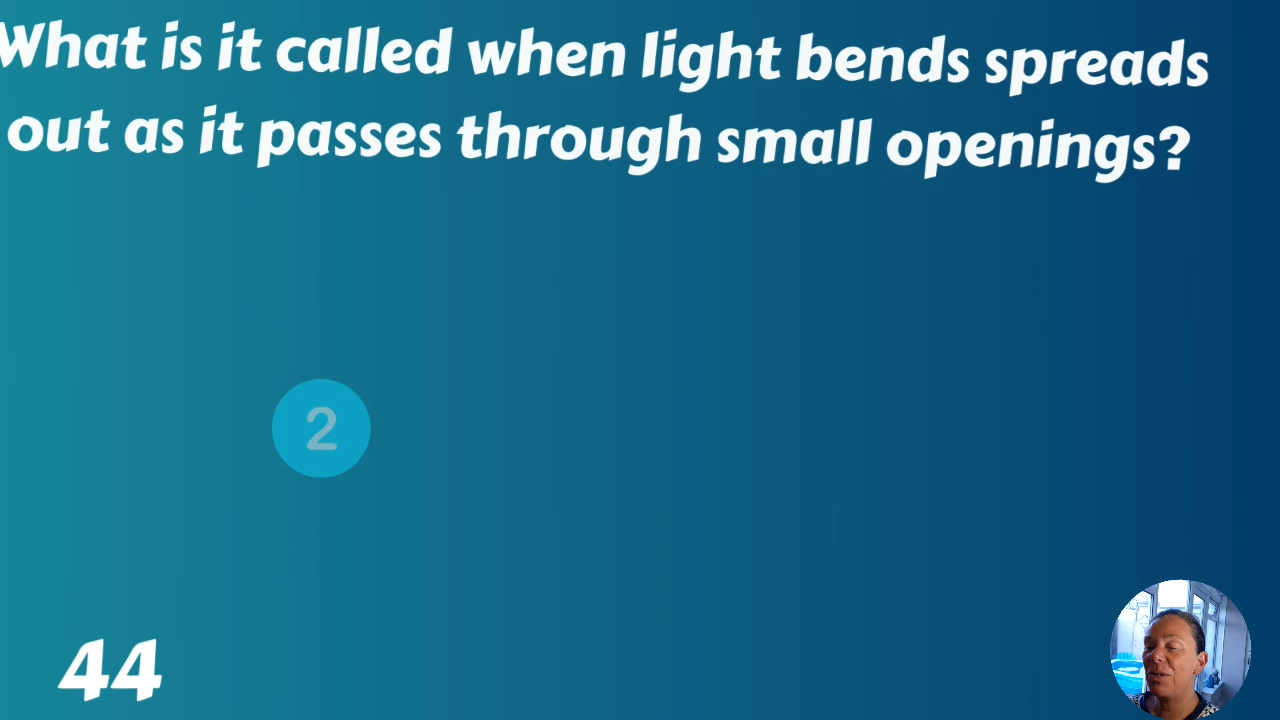 What is it called when light bends spreads
out as it passes through small openings?
2
44